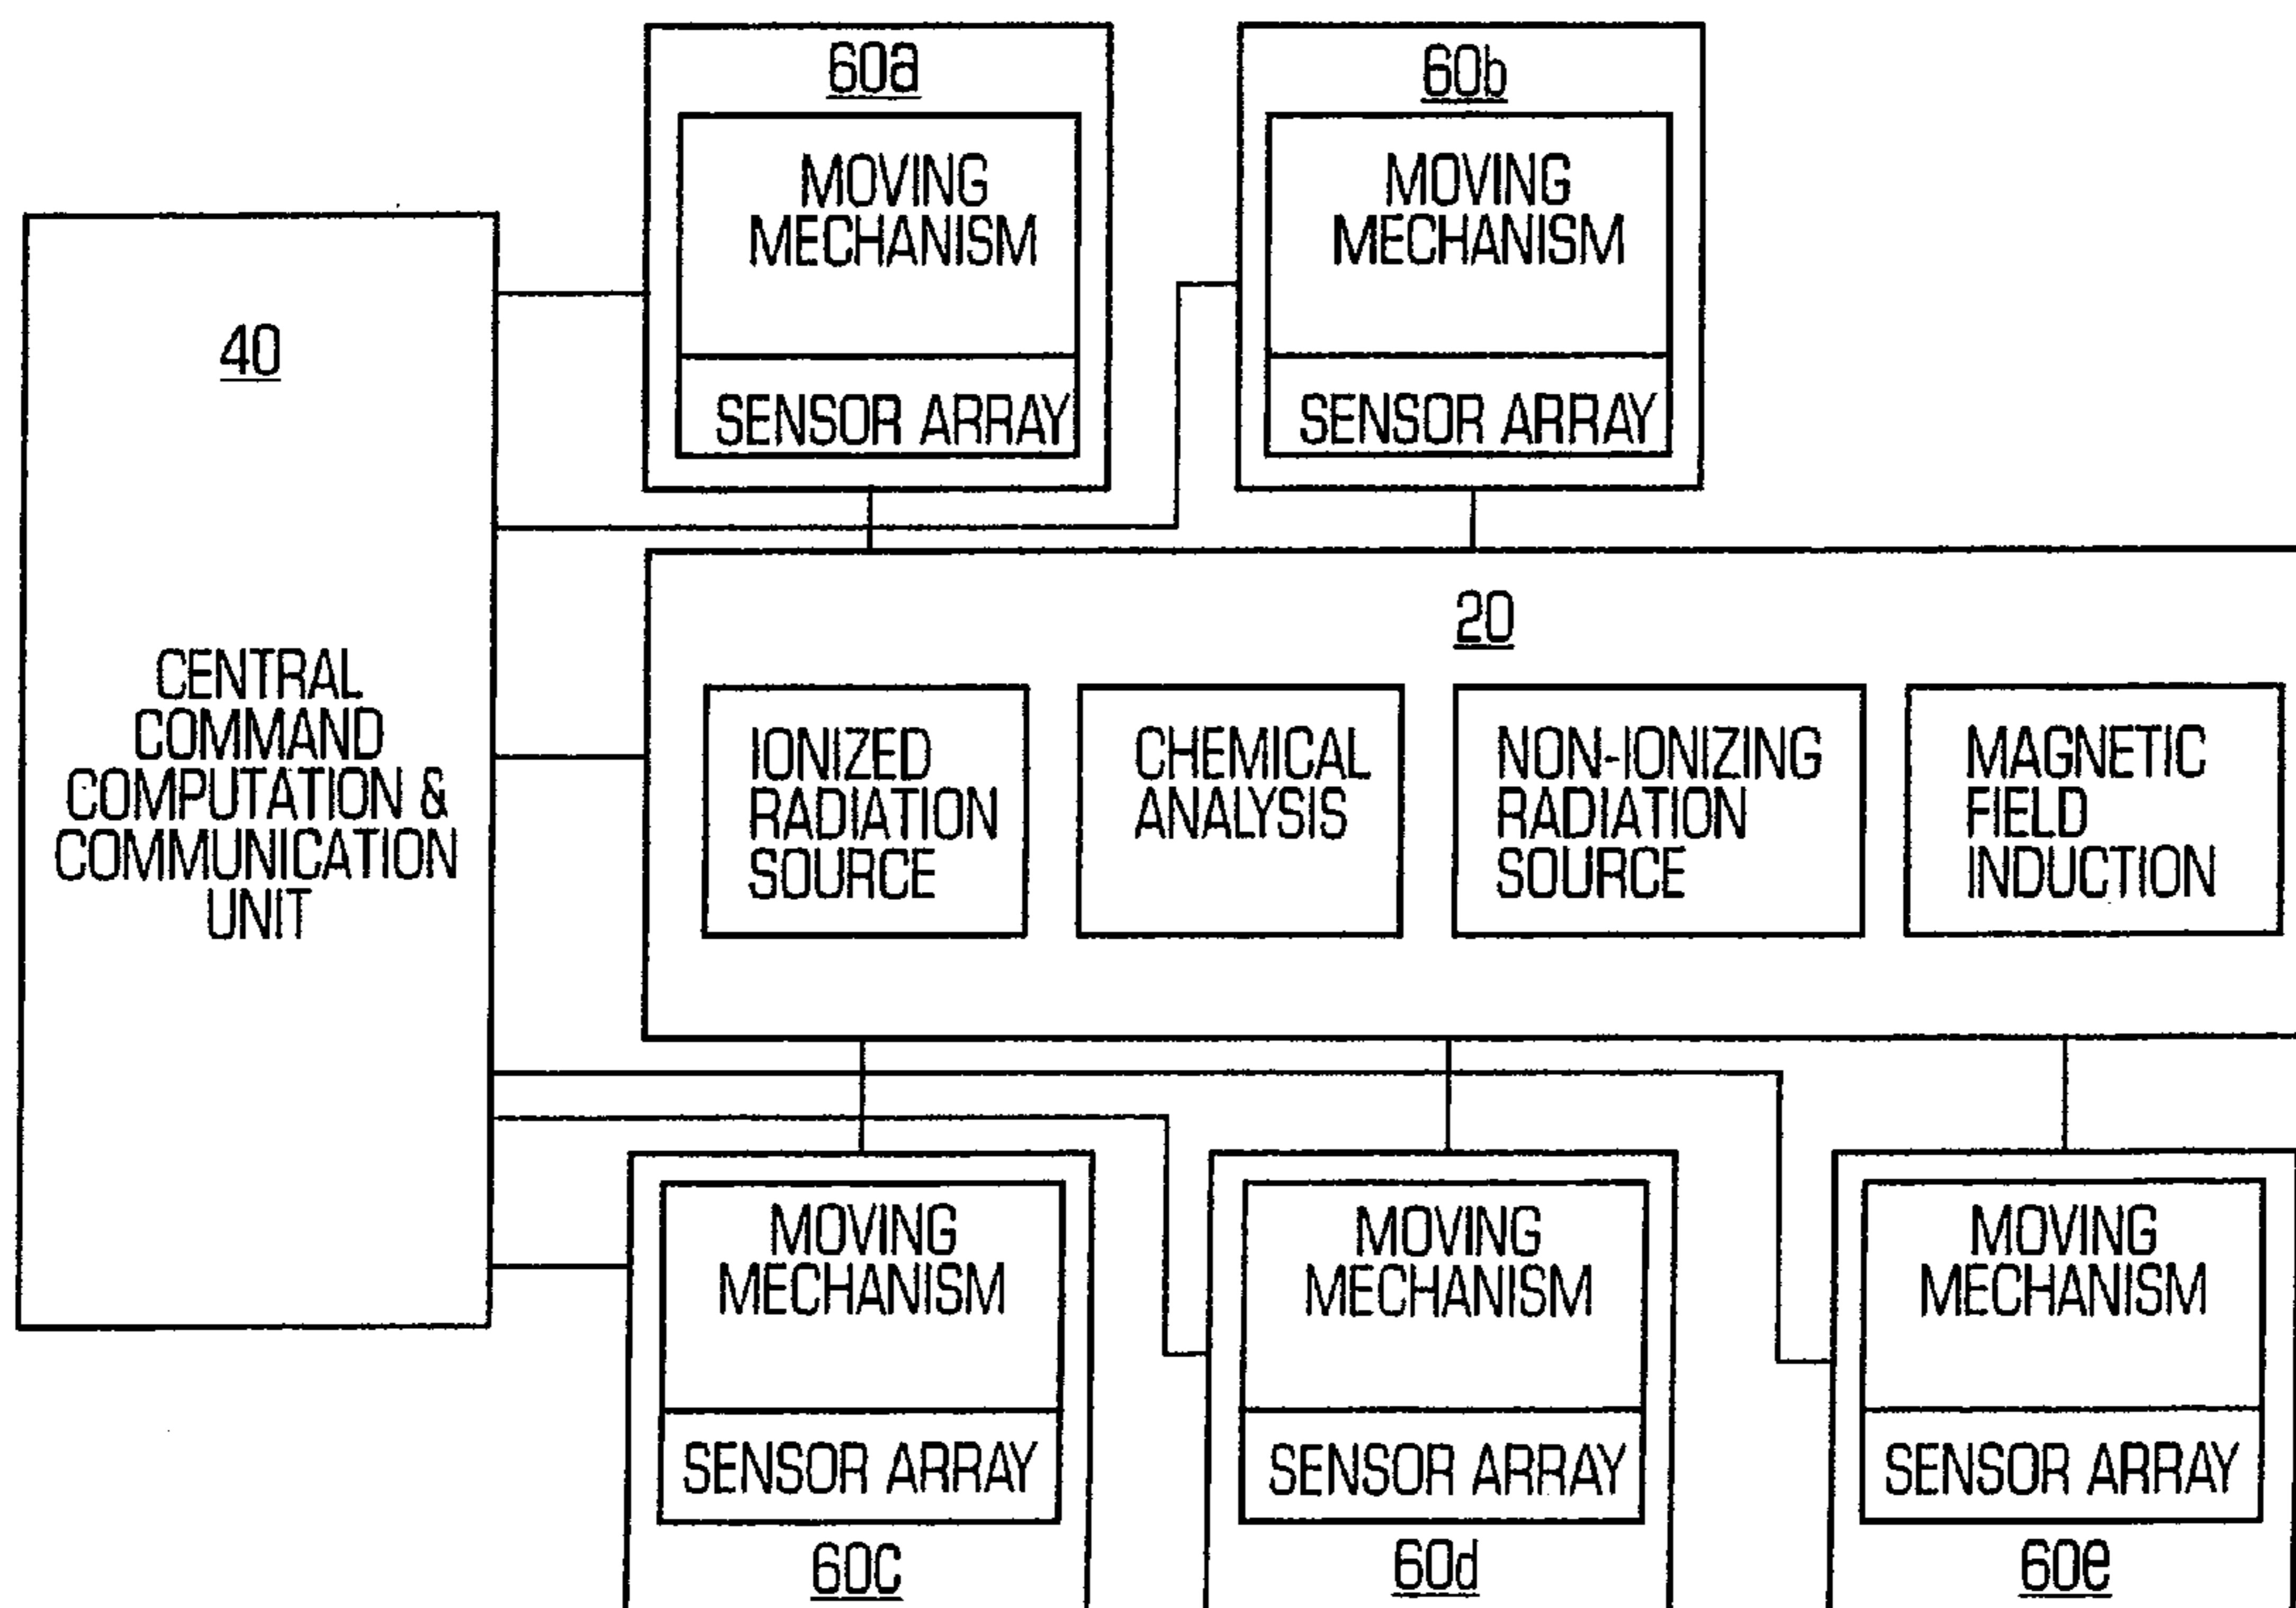 60a
MOVING
MECHANISM
SENSOR ARRAY
60b
MOVING
MECHANISM
SENSOR ARRAY
40
CENTRAL
COMMAND
COMPUTATION &
COMMUNICATION
UNIT
20
IONIZED
RADIATION
SOURCE
CHEMICAL
ANALYSIS
NON-IONIZING
RADIATION
SOURCE
MAGNETIC
FIELD
INDUCTION
MOVING
MECHANISM
SENSOR ARRAY
60c
MOVING
MECHANISM
SENSOR ARRAY
60d
MOVING
MECHANISM
SENSOR ARRAY
60e